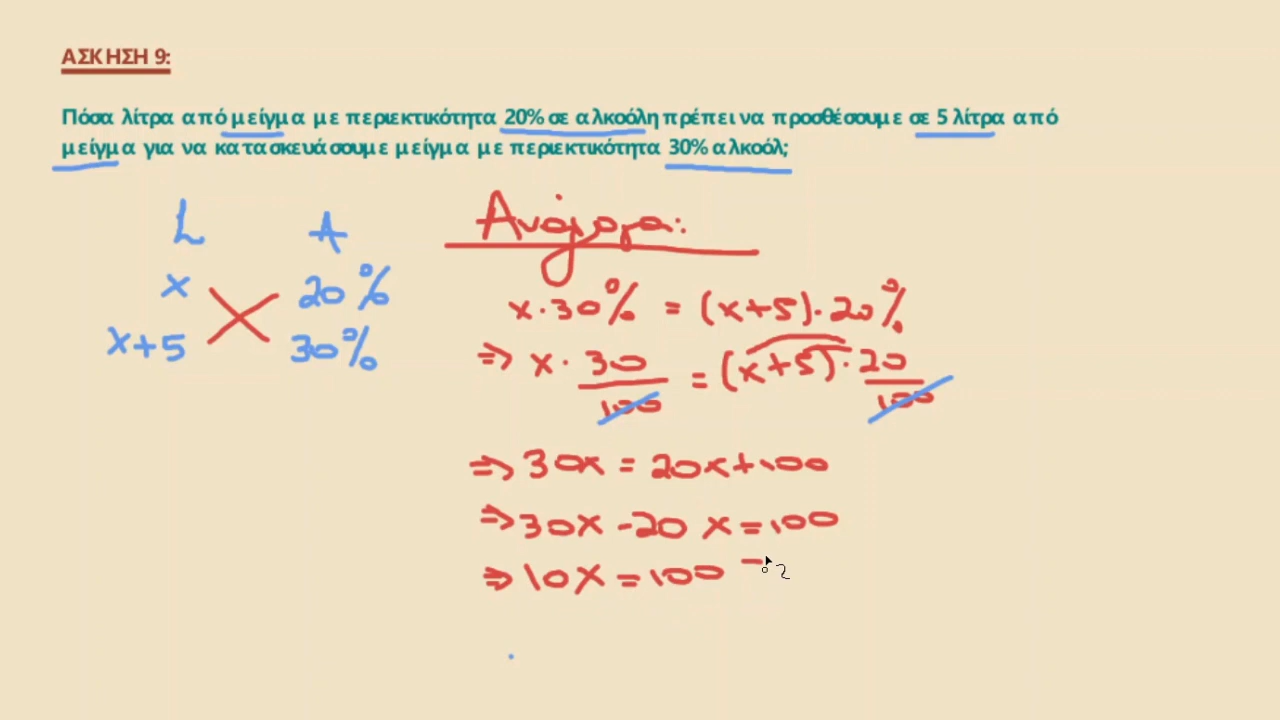 ΑΣΚΗΣΗ 9:
Πόσα λίτρα από μείγμα με περιεκτικότητα 20% σε αλκοόλη πρέπει να προσθέσουμε σε 5 λίτρα από
μείγμα για να κατασκευάσουμε μείγμα με περιεκτικότητα 30% αλκοόλ;
L A
x 20%
x+5 30%
Ανάλογα:
x·30% = (x+5)·20%
=> x·30/100 = (x+5)·20/100
=> 30x = 20x+100
=> 30x -20x = 100
=> 10x = 100